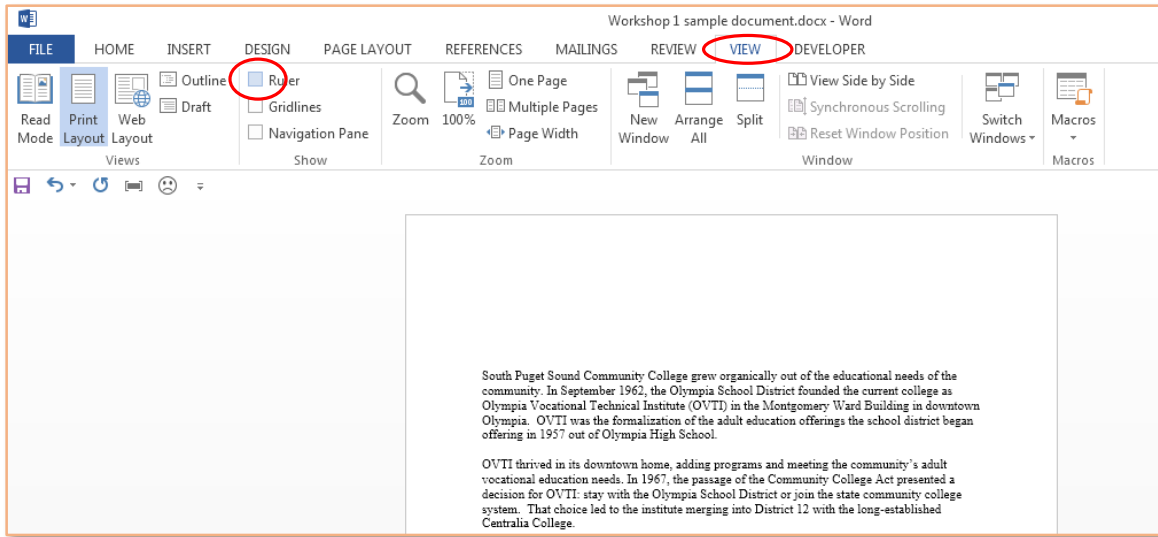 Workshop 1 sample document.docx - Word
FILE HOME INSERT DESIGN PAGE LAYOUT REFERENCES MAILINGS REVIEW VIEW DEVELOPER
Read Mode
Print Layout
Web Layout
Outline
Draft
Views
Ruler
Gridlines
Navigation Pane
Show
Zoom
100
100%
One Page
Multiple Pages
Page Width
Zoom
New Window
Arrange All
Split
View Side by Side
Synchronous Scrolling
Reset Window Position
Switch Windows
Window
Macros
Macros
South Puget Sound Community College grew organically out of the educational needs of the
community. In September 1962, the Olympia School District founded the current college as
Olympia Vocational Technical Institute (OVTI) in the Montgomery Ward Building in downtown
Olympia.  OVTI was the formalization of the adult education offerings the school district began
offering in 1957 out of Olympia High School.
OVTI thrived in its downtown home, adding programs and meeting the community’s adult
vocational education needs. In 1967, the passage of the Community College Act presented a
decision for OVTI: stay with the Olympia School District or join the state community college
system.  That choice led to the institute merging into District 12 with the long-established
Centralia College.